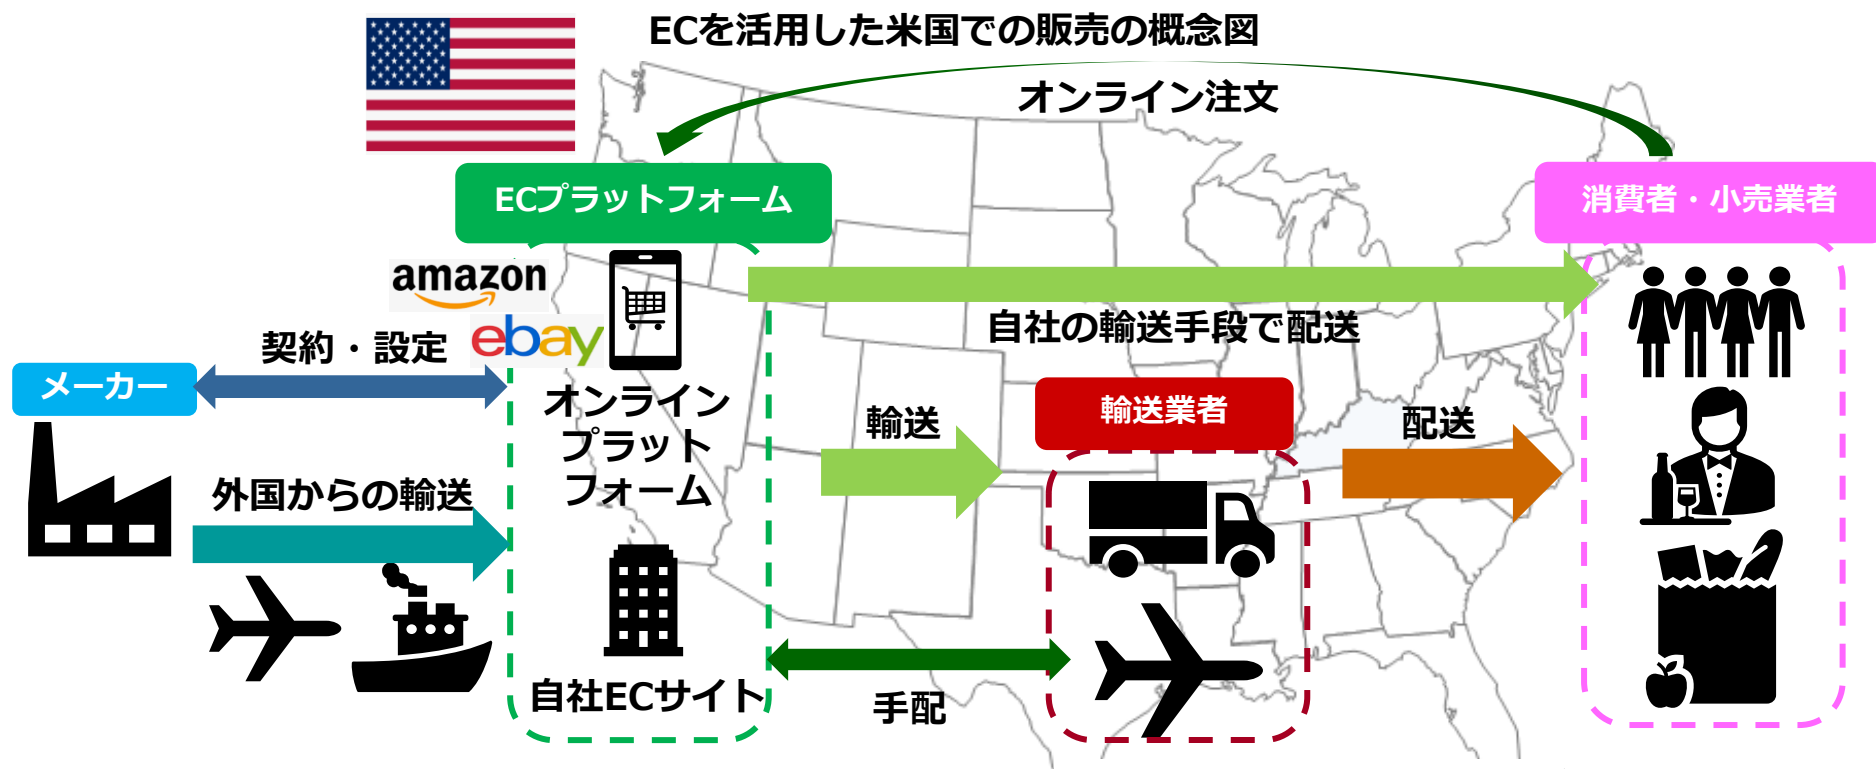 ECを活用した米国での販売の概念図
オンライン注文
ECプラットフォーム
消費者・小売業者
amazon
ebay
契約・設定
メーカー
自社の輸送手段で配送
オンライン
プラット
フォーム
輸送
輸送業者
配送
外国からの輸送
自社ECサイト
手配